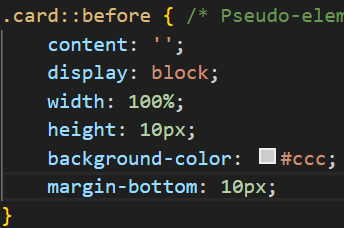 .card::before { /* Pseudo-elem
content: '';
display: block;
width: 100%;
height: 10px;
background-color: #ccc;
margin-bottom: 10px;
}